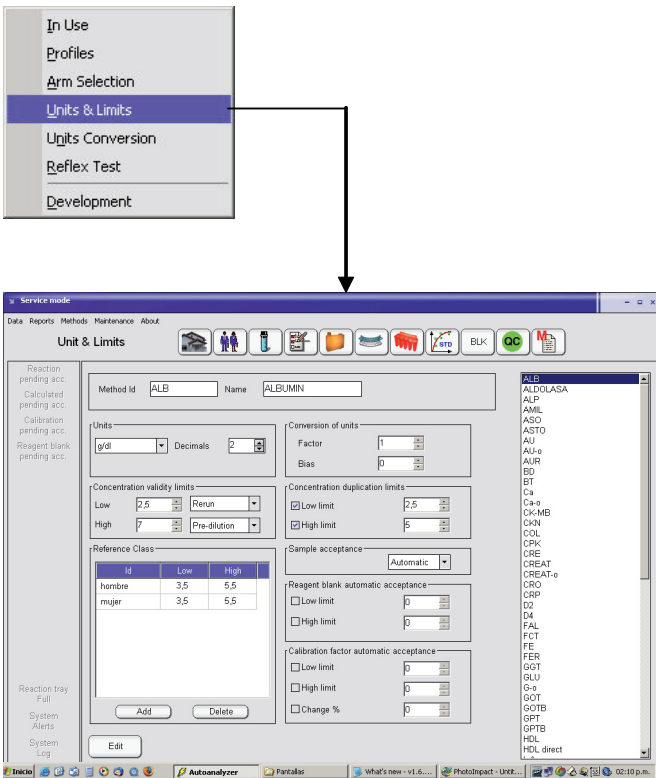 In Use
Profiles
Arm Selection
Units & Limits
Units Conversion
Reflex Test
Development
Service mode
Data Reports Methods Maintenance About
Unit & Limits
STD
BLK
QC
M
Reaction
pending acc.
Calculated
pending acc.
Calibration
pending acc.
Reagent blank
pending acc.
Reaction tray
Full
System
Alerts
System
Log
Method Id ALB Name ALBUMIN
Units
g/dl Decimals 2
Conversion of units
Factor 1
Bias 0
Concentration validity limits
Low 2,5 Rerun
High 7 Pre-dilution
Concentration duplication limits
Low limit 2,5
High limit 5
Reference Class
Id Low High
hombre 3,5 5,5
mujer 3,5 5,5
Add Delete
Sample acceptance
Automatic
Reagent blank automatic acceptance
Low limit 0
High limit 0
Calibration factor automatic acceptance
Low limit 0
High limit 0
Change % 0
Edit
ALB
ALDOLASA
ALP
AMIL
ASO
ASTO
AU
AU-o
AUR
BD
BT
Ca
Ca-o
CK-MB
CKN
COL
CPK
CRE
CREAT
CREAT-o
CRO
CRP
D2
D4
FAL
FCT
FE
FER
GGT
GLU
G-o
GOT
GOTB
GPT
GPTB
HDL
HDL direct
Inicio Autoanalyzer Pantallas What's new - v1.6.... PhotoImpact - Untit... 02:10 p.m.